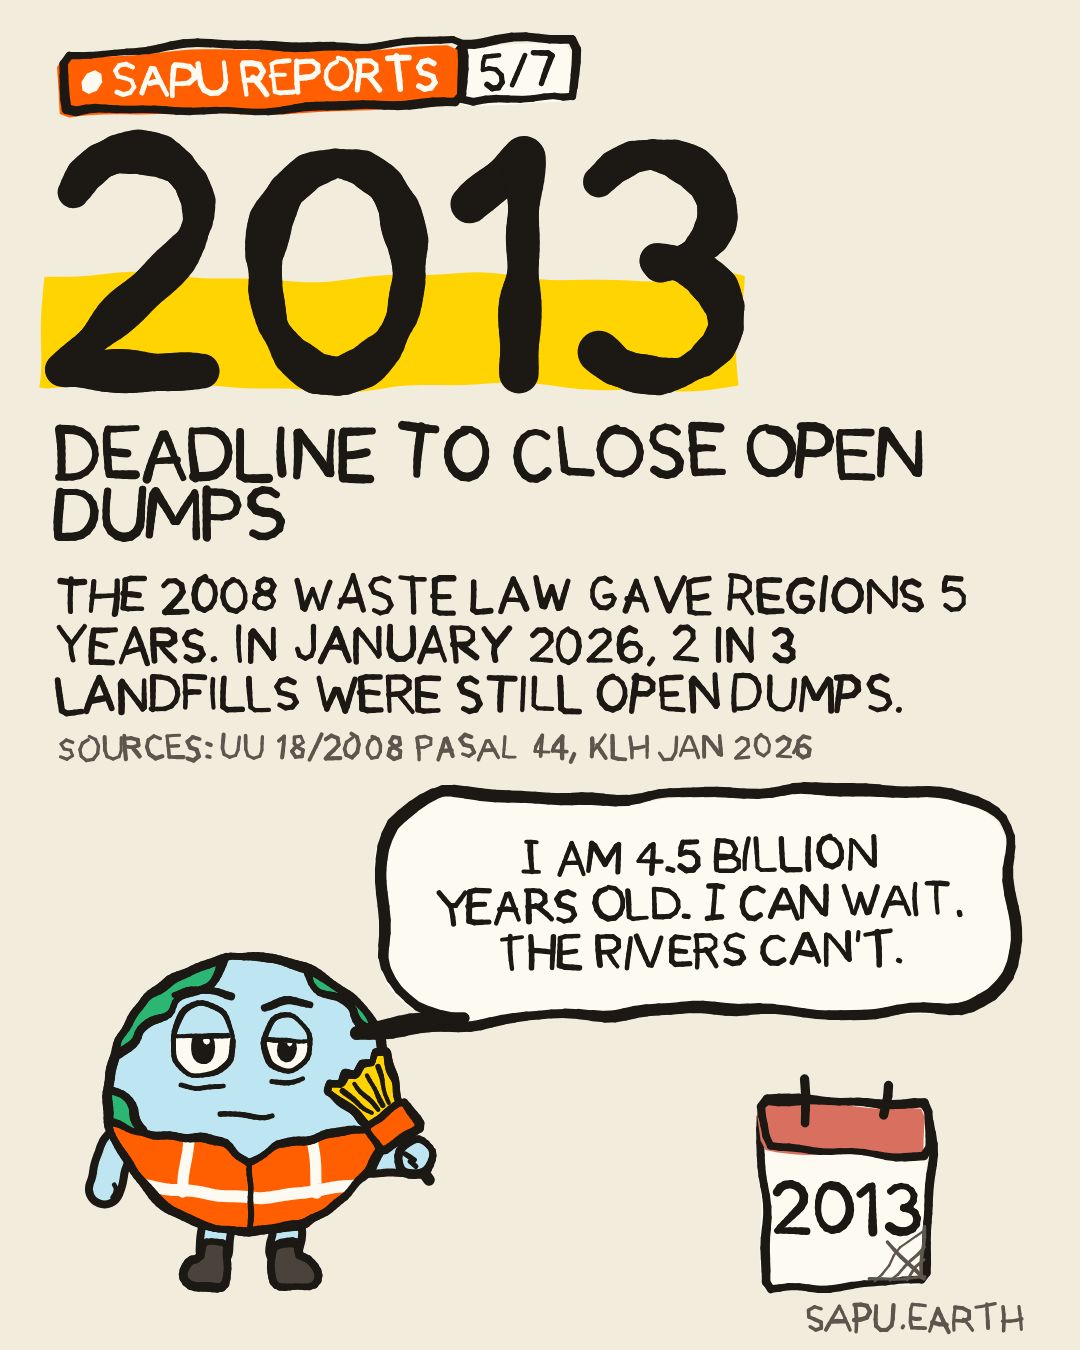 SAPU REPORTS 5/7
2013
DEADLINE TO CLOSE OPEN
DUMPS
THE 2008 WASTE LAW GAVE REGIONS 5
YEARS. IN JANUARY 2026, 2 IN 3
LANDFILLS WERE STILL OPEN DUMPS.
SOURCES: UU 18/2008 PASAL 44, KLH JAN 2026
I AM 4.5 BILLION
YEARS OLD. I CAN WAIT.
THE RIVERS CAN'T.
2013
SAPU.EARTH